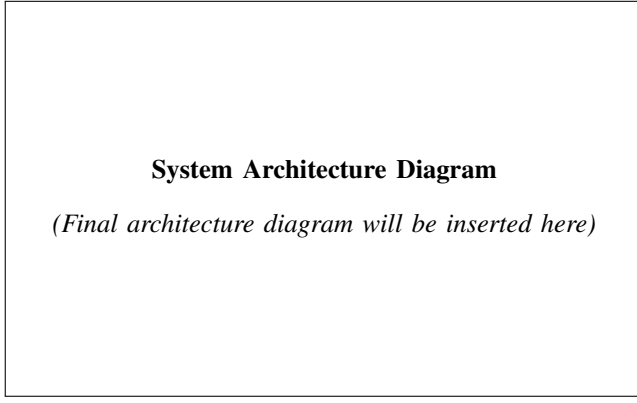 System Architecture Diagram
(Final architecture diagram will be inserted here)